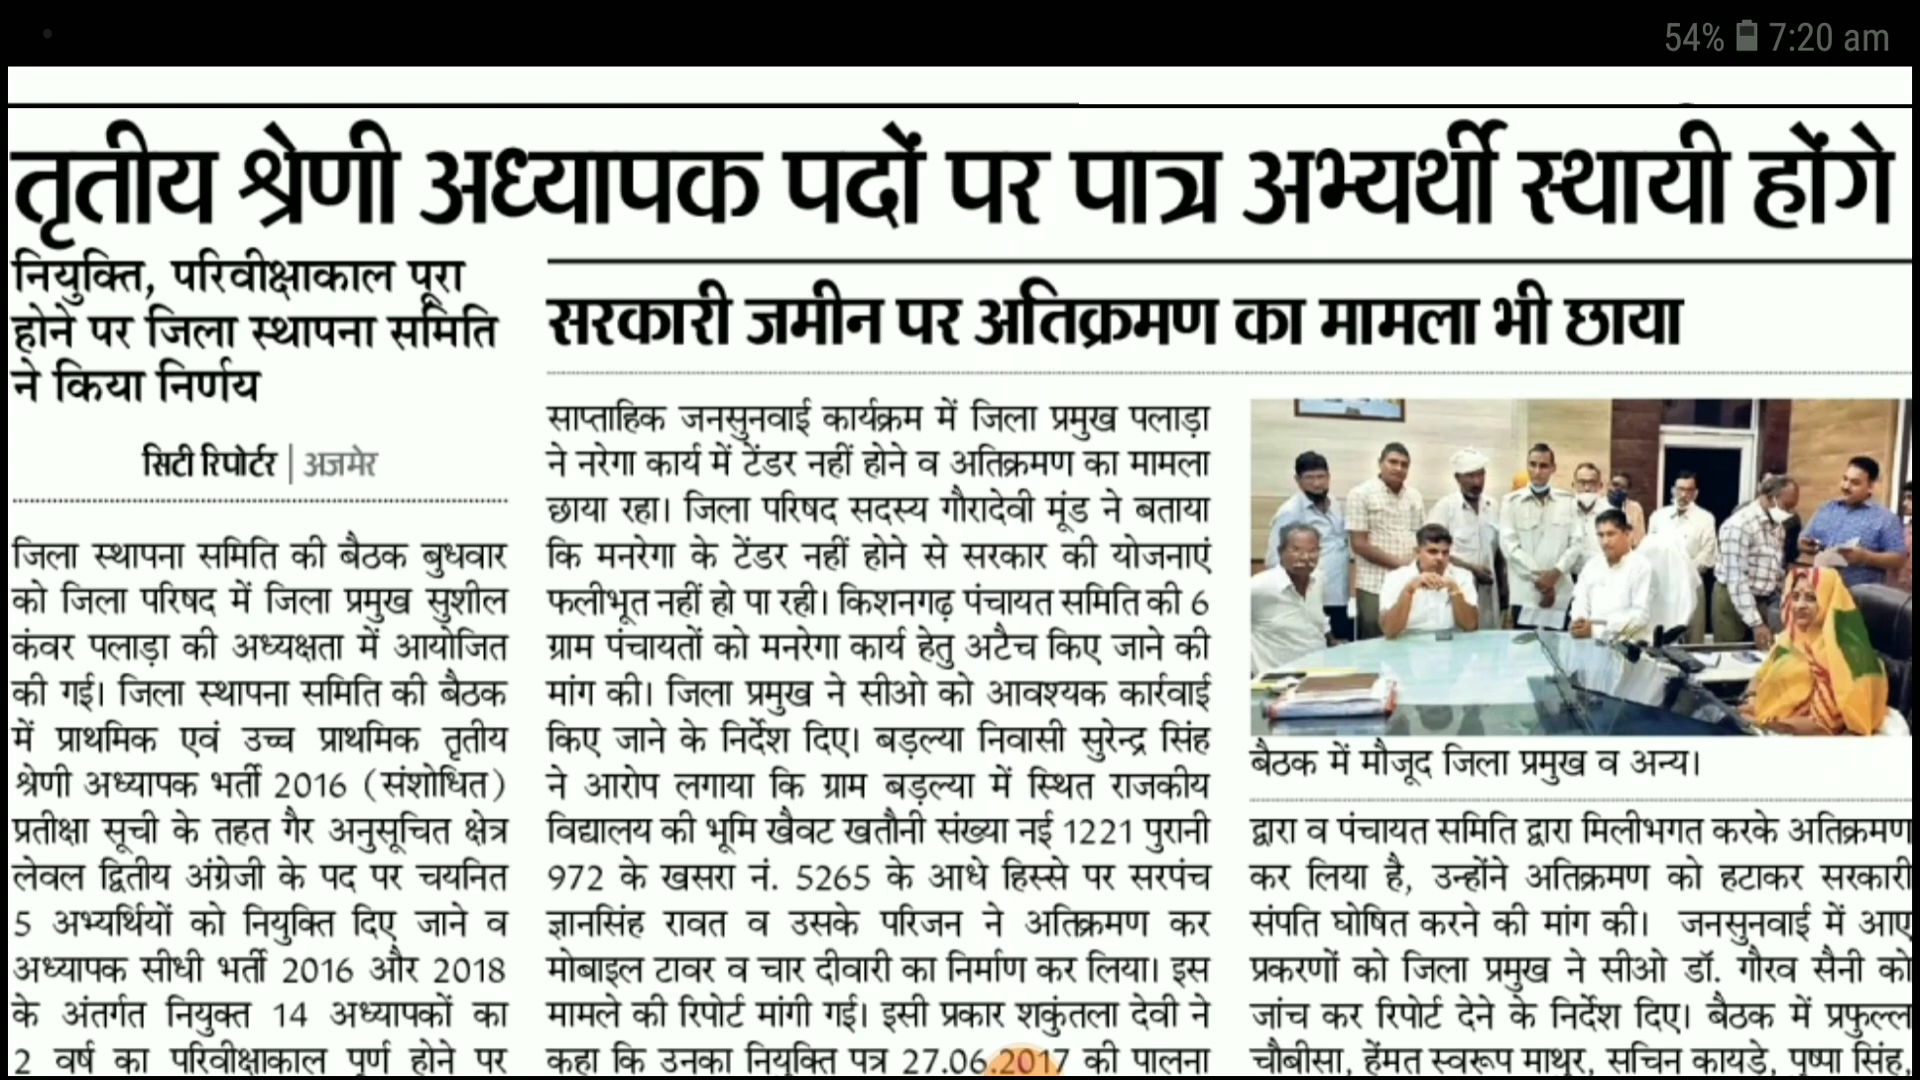 54% 7:20 am
तृतीय श्रेणी अध्यापक पदों पर पात्र अभ्यर्थी स्थायी होंगे
नियुक्ति, परिवीक्षाकाल पूरा
होने पर जिला स्थापना समिति
ने किया निर्णय
सिटी रिपोर्टर | अजमेर
जिला स्थापना समिति की बैठक बुधवार
को जिला परिषद में जिला प्रमुख सुशील
कंवर पलाड़ा की अध्यक्षता में आयोजित
की गई। जिला स्थापना समिति की बैठक
में प्राथमिक एवं उच्च प्राथमिक तृतीय
श्रेणी अध्यापक भर्ती 2016 (संशोधित)
प्रतीक्षा सूची के तहत गैर अनुसूचित क्षेत्र
लेवल द्वितीय अंग्रेजी के पद पर चयनित
5 अभ्यर्थियों को नियुक्ति दिए जाने व
अध्यापक सीधी भर्ती 2016 और 2018
के अंतर्गत नियुक्त 14 अध्यापकों का
2 वर्ष का परिवीक्षाकाल पूर्ण होने पर
सरकारी जमीन पर अतिक्रमण का मामला भी छाया
साप्ताहिक जनसुनवाई कार्यक्रम में जिला प्रमुख पलाड़ा
ने नरेगा कार्य में टेंडर नहीं होने व अतिक्रमण का मामला
छाया रहा। जिला परिषद सदस्य गौरादेवी मूंड ने बताया
कि मनरेगा के टेंडर नहीं होने से सरकार की योजनाएं
फलीभूत नहीं हो पा रही। किशनगढ़ पंचायत समिति की 6
ग्राम पंचायतों को मनरेगा कार्य हेतु अटैच किए जाने की
मांग की। जिला प्रमुख ने सीओ को आवश्यक कार्रवाई
किए जाने के निर्देश दिए। बड़ल्या निवासी सुरेन्द्र सिंह
ने आरोप लगाया कि ग्राम बड़ल्या में स्थित राजकीय
विद्यालय की भूमि खैवट खतौनी संख्या नई 1221 पुरानी
972 के खसरा नं. 5265 के आधे हिस्से पर सरपंच
ज्ञानसिंह रावत व उसके परिजन ने अतिक्रमण कर
मोबाइल टावर व चार दीवारी का निर्माण कर लिया। इस
मामले की रिपोर्ट मांगी गई। इसी प्रकार शकुंतला देवी ने
कहा कि उनका नियुक्ति पत्र 27.06.2017 की पालना
बैठक में मौजूद जिला प्रमुख व अन्य।
द्वारा व पंचायत समिति द्वारा मिलीभगत करके अतिक्रमण
कर लिया है, उन्होंने अतिक्रमण को हटाकर सरकारी
संपति घोषित करने की मांग की। जनसुनवाई में आए
प्रकरणों को जिला प्रमुख ने सीओ डॉ. गौरव सैनी को
जांच कर रिपोर्ट देने के निर्देश दिए। बैठक में प्रफुल्ल
चौबीसा, हेंमत स्वरूप माथुर, सचिन कायडे, पुष्पा सिंह,